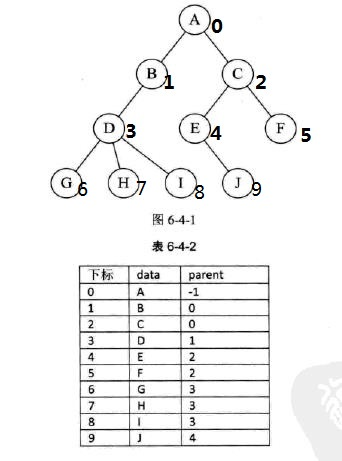 A 0
B 1 C 2
D 3 E 4 F 5
G 6 H 7 I 8 J 9
图 6-4-1
表 6-4-2
下标 data parent
0 A -1
1 B 0
2 C 0
3 D 1
4 E 2
5 F 2
6 G 3
7 H 3
8 I 3
9 J 4